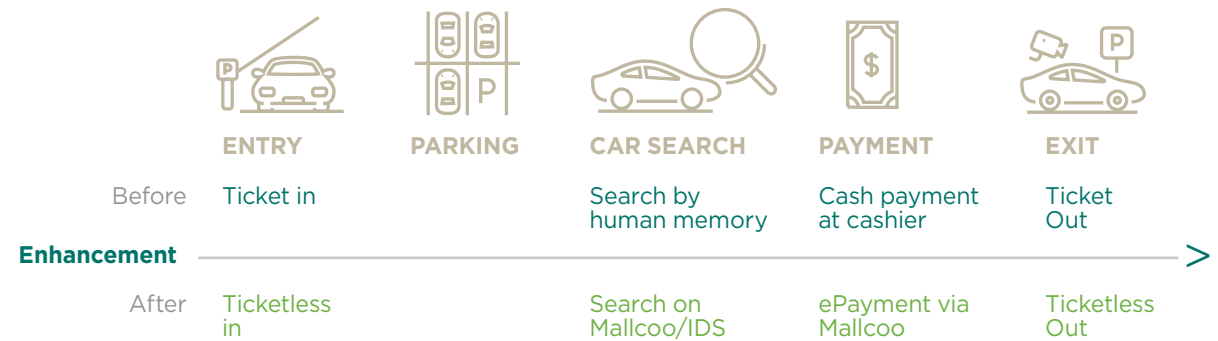 P
P
$
P
ENTRY
PARKING
CAR SEARCH
PAYMENT
EXIT
Before
Ticket in
Search by
human memory
Cash payment
at cashier
Ticket
Out
Enhancement
After
Ticketless
in
Search on
Mallcoo/IDS
ePayment via
Mallcoo
Ticketless
Out